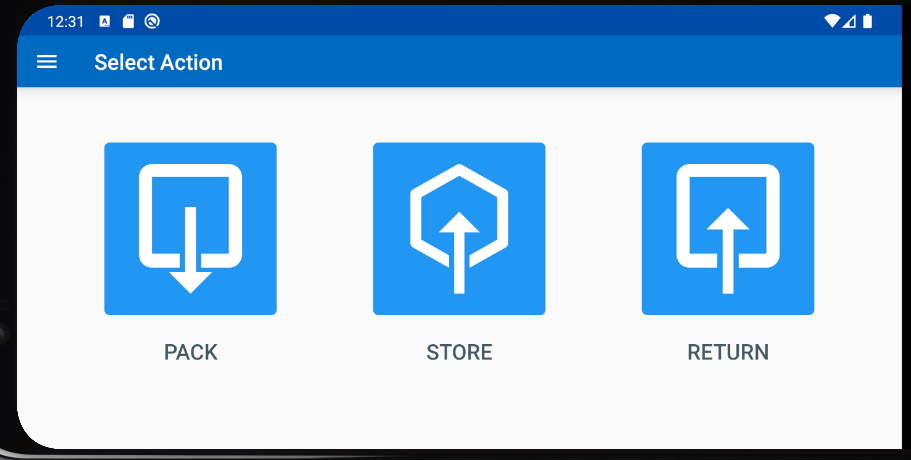 12:31
Select Action
PACK
STORE
RETURN